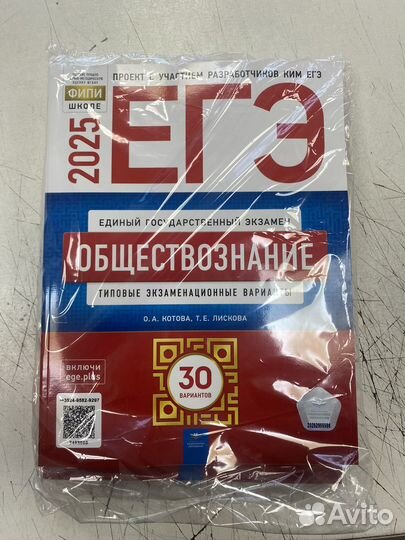 ПРОЕКТ С УЧАСТИЕМ РАЗРАБОТЧИКОВ КИМ ЕГЭ
ФИПИ
ШКОЛЕ
2025
ЕГЭ
ЕДИНЫЙ ГОСУДАРСТВЕННЫЙ ЭКЗАМЕН
ОБЩЕСТВОЗНАНИЕ
ТИПОВЫЕ ЭКЗАМЕНАЦИОННЫЕ ВАРИАНТЫ
О. А. КОТОВА, Т. Е. ЛИСКОВА
ВКЛЮЧИ
ege.plus
30
ВАРИАНТОВ
Avito